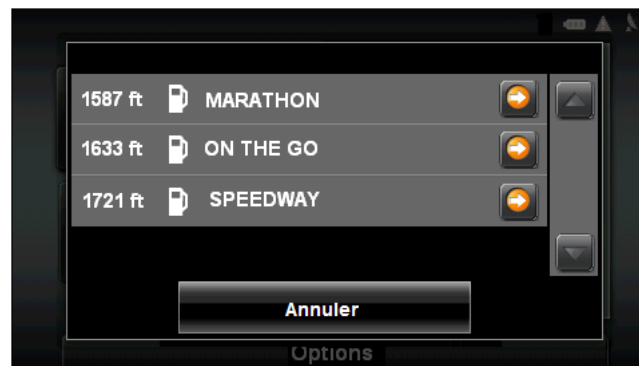 1587 ft MARATHON
1633 ft ON THE GO
1721 ft SPEEDWAY
Annuler
Options